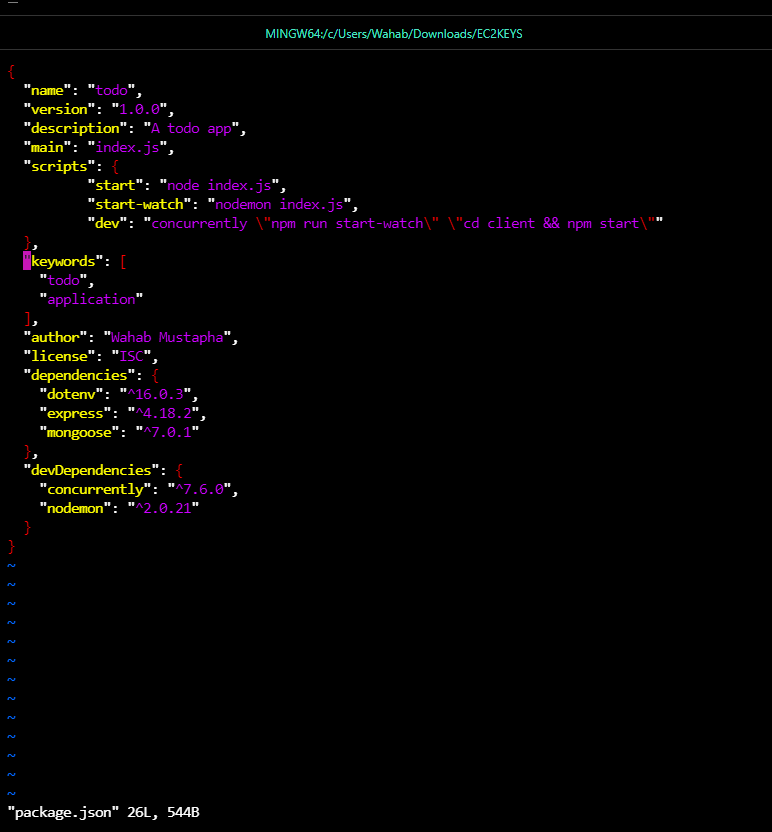 MINGW64:/c/Users/Wahab/Downloads/EC2KEYS
{
  "name": "todo",
  "version": "1.0.0",
  "description": "A todo app",
  "main": "index.js",
  "scripts": {
          "start": "node index.js",
          "start-watch": "nodemon index.js",
          "dev": "concurrently \"npm run start-watch\" \"cd client && npm start\""
  },
  "keywords": [
    "todo",
    "application"
  ],
  "author": "Wahab Mustapha",
  "license": "ISC",
  "dependencies": {
    "dotenv": "^16.0.3",
    "express": "^4.18.2",
    "mongoose": "^7.0.1"
  },
  "devDependencies": {
    "concurrently": "^7.6.0",
    "nodemon": "^2.0.21"
  }
}
~
~
~
~
~
~
~
~
~
~
~
~
~
"package.json" 26L, 544B